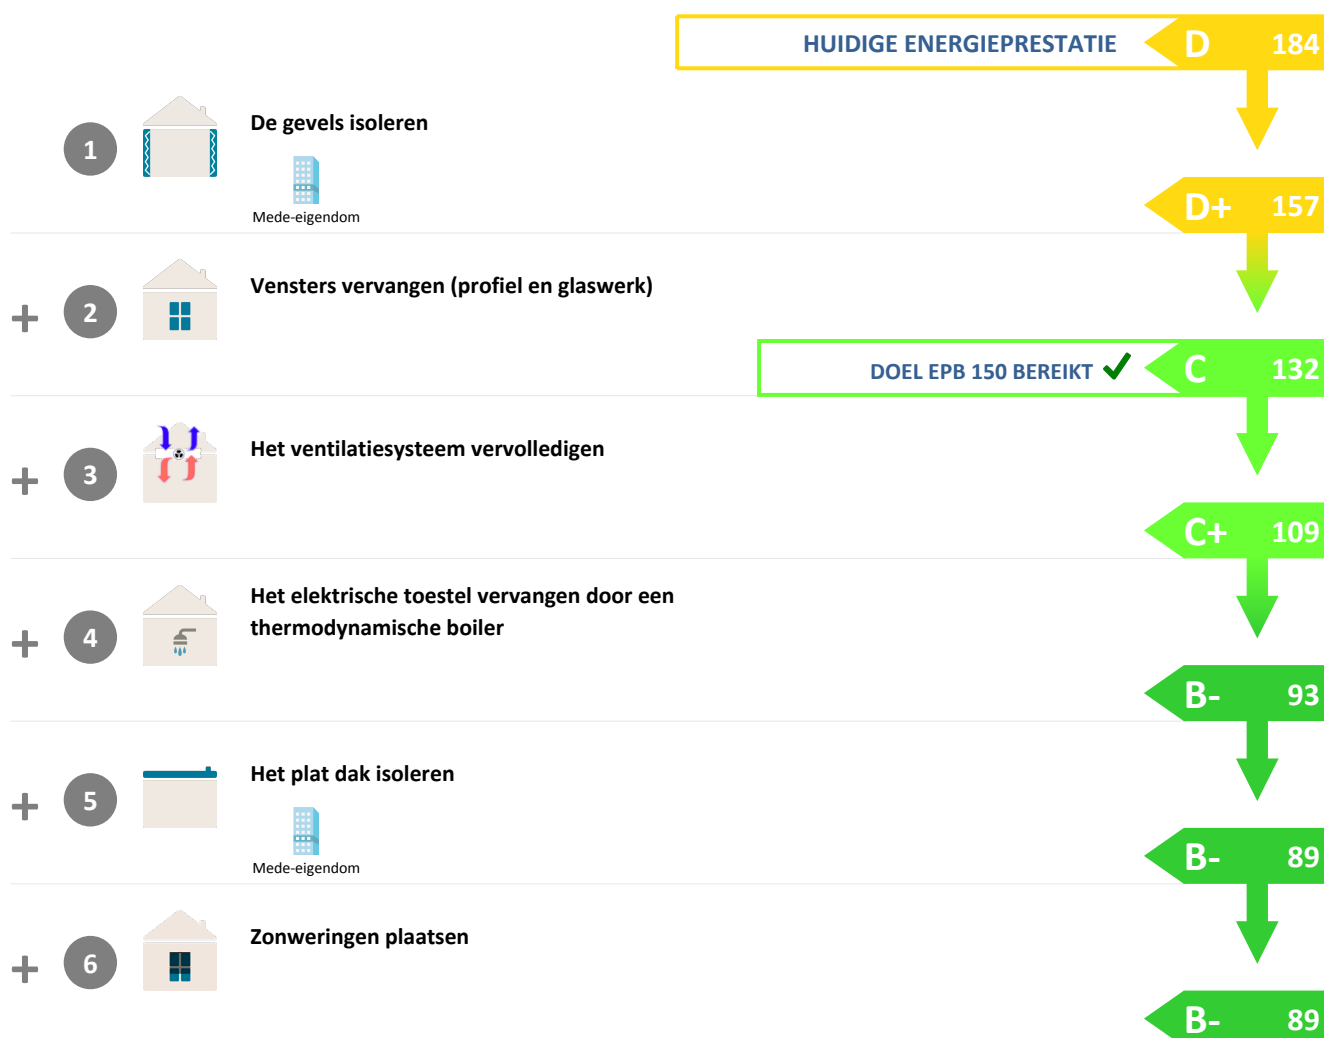 HUIDIGE ENERGIEPRESTATIE D 184
1 De gevels isoleren
Mede-eigendom
D+ 157
+ 2 Vensters vervangen (profiel en glaswerk)
DOEL EPB 150 BEREIKT ✓ C 132
+ 3 Het ventilatiesysteem vervolledigen
C+ 109
+ 4 Het elektrische toestel vervangen door een
thermodynamische boiler
B- 93
+ 5 Het plat dak isoleren
Mede-eigendom
B- 89
+ 6 Zonweringen plaatsen
B- 89